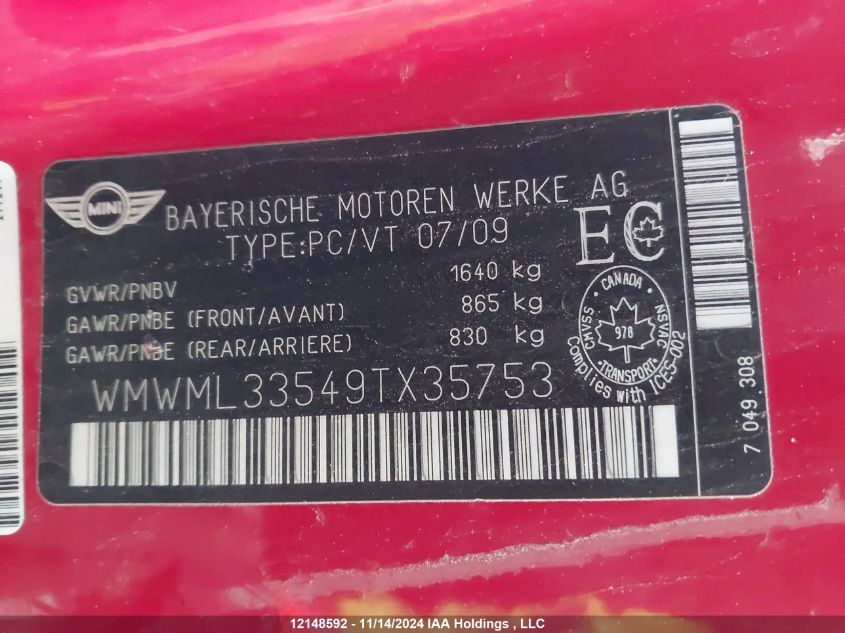 MINI
BAYERISCHE MOTOREN WERKE AG
TYPE:PC/VT 07/09
EC
GVWR/PNBV 1640 kg
GAWR/PNBE (FRONT/AVANT) 865 kg
GAWR/PNBE (REAR/ARRIERE) 830 kg
WMWML33549TX35753
CANADA
CMVSS
NSVAC
978
TRANSPORT
Complies with ICES-002
7 049 308
12148592 - 11/14/2024 IAA Holdings , LLC